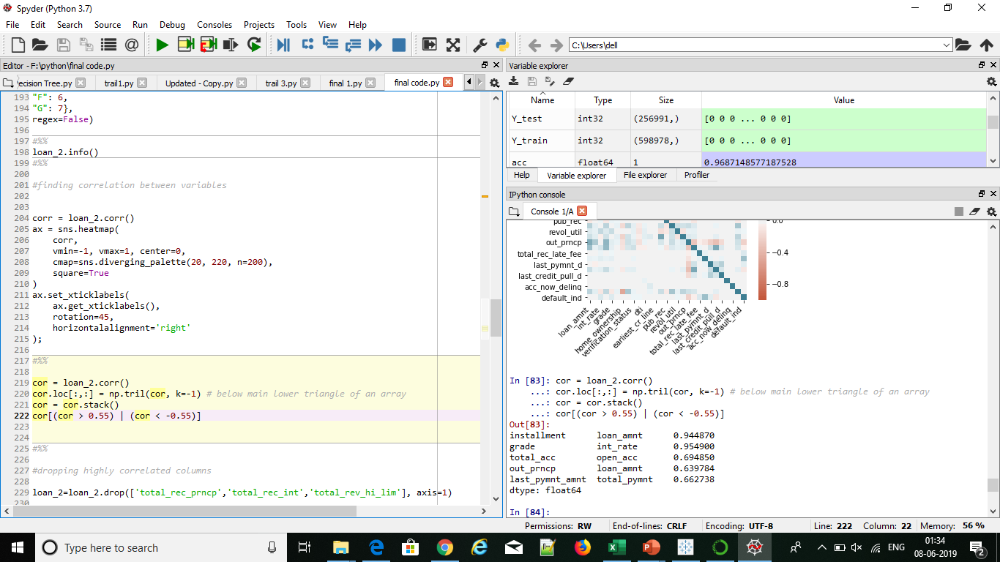 Spyder (Python 3.7)
File Edit Search Source Run Debug Consoles Projects Tools View Help
C:\Users\dell
Editor - F:\python\final code.py
ecision Tree.py trail1.py Updated - Copy.py trail 3.py final 1.py final code.py
193 "F": 6,
194 "G": 7},
195 regex=False)
196
197 #%%
198 loan_2.info()
199 #%%
200
201 #finding correlation between variables
202
203
204 corr = loan_2.corr()
205 ax = sns.heatmap(
206     corr,
207     vmin=-1, vmax=1, center=0,
208     cmap=sns.diverging_palette(20, 220, n=200),
209     square=True
210 )
211 ax.set_xticklabels(
212     ax.get_xticklabels(),
213     rotation=45,
214     horizontalalignment='right'
215 );
216
217 #%%
218
219 cor = loan_2.corr()
220 cor.loc[:,:] = np.tril(cor, k=-1) # below main lower triangle of an array
221 cor = cor.stack()
222 cor[(cor > 0.55) | (cor < -0.55)]
223
224
225 #%%
226
227 #dropping highly correlated columns
228
229 loan_2=loan_2.drop(['total_rec_prncp','total_rec_int','total_rev_hi_lim'], axis=1)
230
Variable explorer
Name Type Size Value
Y_test int32 (256991,) [0 0 0 ... 0 0 0]
Y_train int32 (598978,) [0 0 0 ... 0 0 0]
acc float64 1 0.9687148577187528
Help Variable explorer File explorer Profiler
IPython console
Console 1/A
pub_rec
revol_util
out_prncp
total_rec_late_fee
last_pymnt_d
last_credit_pull_d
acc_now_delinq
default_ind
0.0
−0.4
−0.8
loan_amnt
int_rate
grade
home_ownership
verification_status
dti
earliest_cr_line
pub_rec
revol_util
out_prncp
total_rec_late_fee
last_pymnt_d
last_credit_pull_d
acc_now_delinq
default_ind
In [83]: cor = loan_2.corr()
...: cor.loc[:,:] = np.tril(cor, k=-1) # below main lower triangle of an array
...: cor = cor.stack()
...: cor[(cor > 0.55) | (cor < -0.55)]
Out[83]:
installment loan_amnt 0.944870
grade int_rate 0.954900
total_acc open_acc 0.694850
out_prncp loan_amnt 0.639784
last_pymnt_amnt total_pymnt 0.662738
dtype: float64
In [84]:
Permissions: RW End-of-lines: CRLF Encoding: UTF-8 Line: 222 Column: 22 Memory: 56 %
Type here to search
ENG
01:34
08-06-2019
2